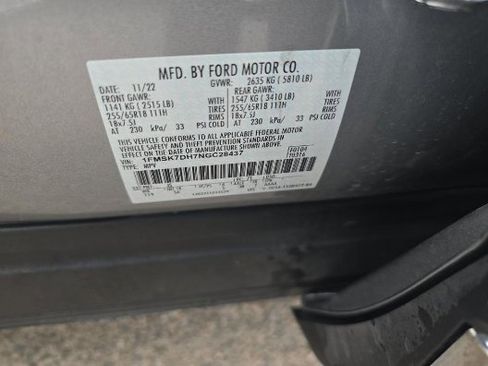 MFD. BY FORD MOTOR CO.
DATE: 11/22 GVWR: 2635 KG ( 5810 LB)
FRONT GAWR: REAR GAWR:
1141 KG ( 2515 LB) 1547 KG ( 3410 LB)
255/65R18 111H TIRES 255/65R18 111H
18x7.5J RIMS 18x7.5J
AT 230 kPa/ 33 PSI COLD AT 230 kPa/ 33 PSI COLD
THIS VEHICLE CONFORMS TO ALL APPLICABLE FEDERAL MOTOR
VEHICLE SAFETY AND THEFT PREVENTION STANDARDS IN
EFFECT ON THE DATE OF MANUFACTURE SHOWN ABOVE.
VIN: 1FMSK7DH7NGC28437 F0104
TYPE: MPV